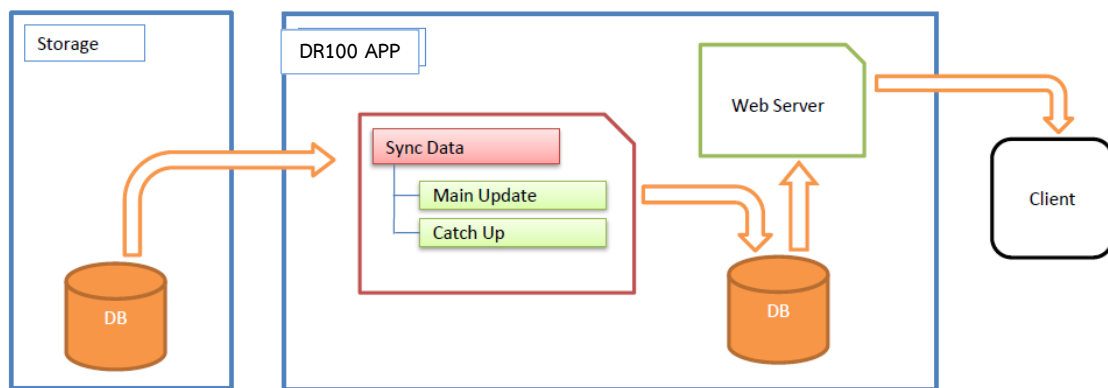 Storage
DR100 APP
Web Server
Sync Data
Main Update
Catch Up
Client
DB
DB